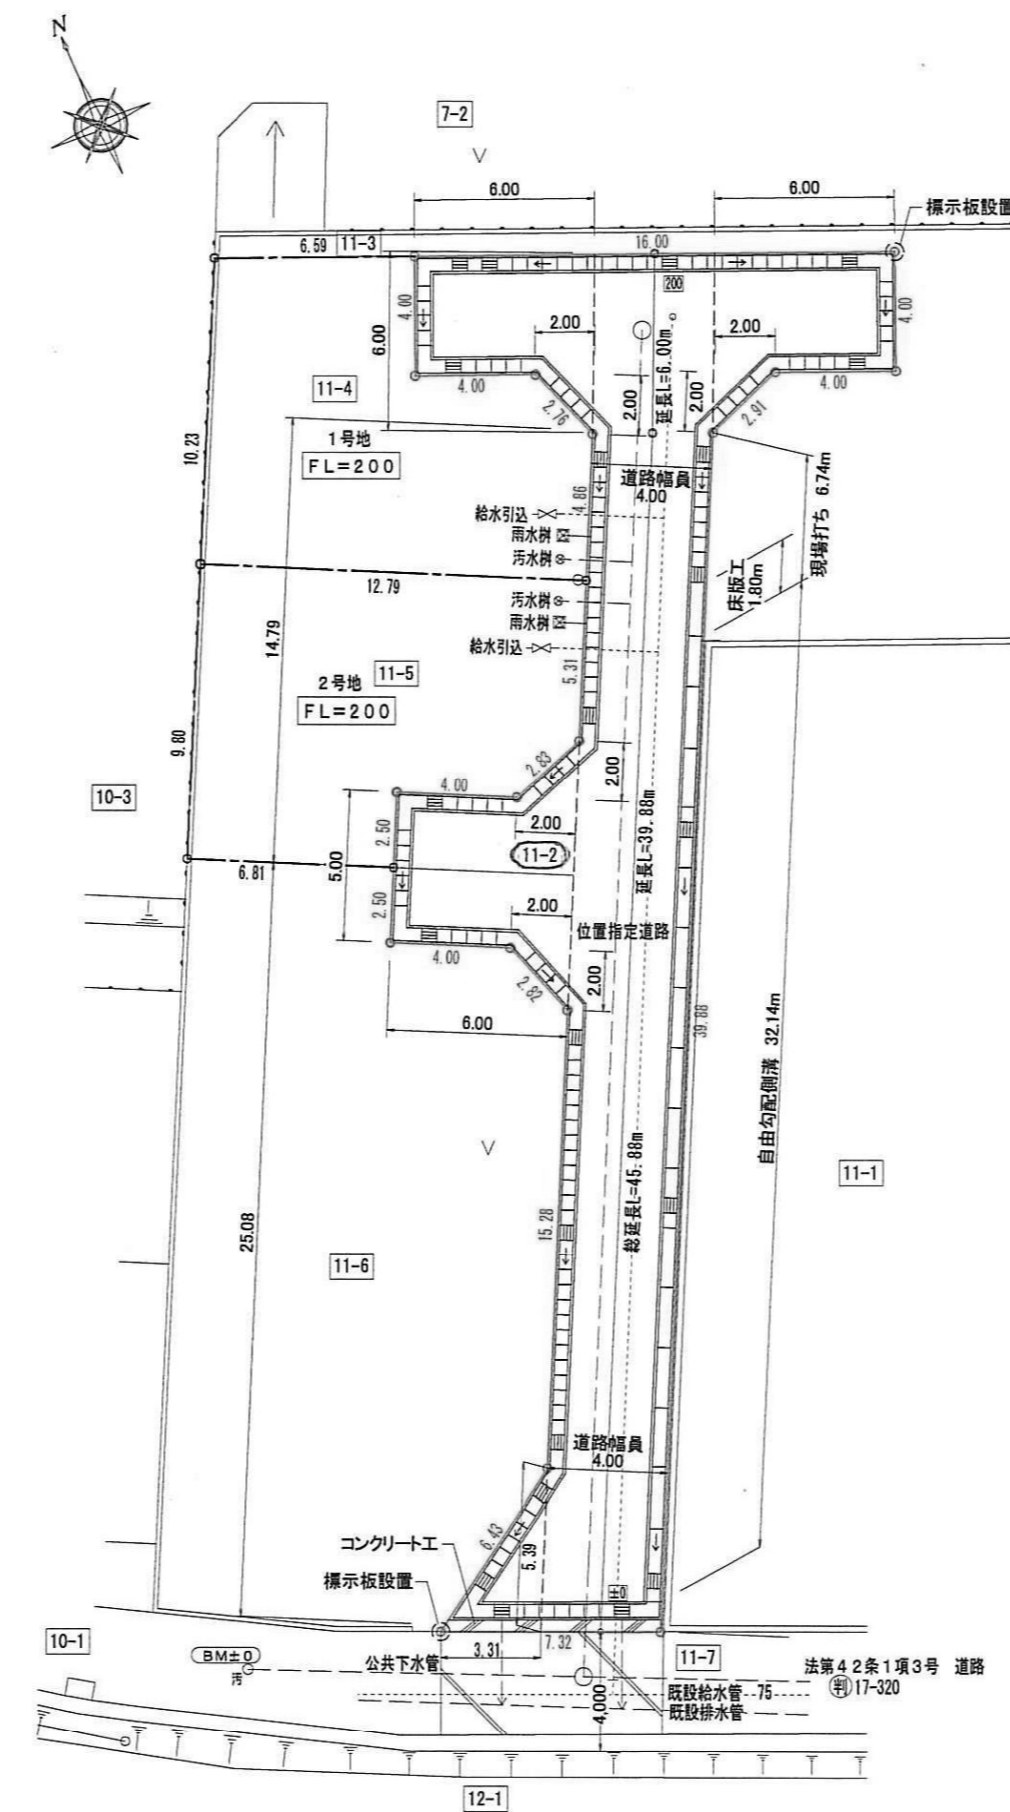 N
7-2
6.00
6.00
標示板設置
6.59
11-3
16.00
200
4.00
6.00
2.00
2.00
4.00
延長L=6.00m
4.00
2.76
2.00
2.00
2.91
4.00
11-4
1号地
FL=200
10.23
道路幅員
4.00
4.86
現場打ち 6.74m
給水引込
雨水桝
汚水桝
床版工
1.80m
12.79
汚水桝
雨水桝
給水引込
14.79
5.31
2号地
11-5
FL=200
9.80
2.83
2.00
10-3
4.00
2.50
5.00
2.00
11-2
延長L=39.88m
6.81
2.50
2.00
位置指定道路
4.00
2.82
2.00
6.00
39.88
自由勾配側溝 32.14m
11-1
総延長L=45.88m
15.28
25.08
11-6
道路幅員
4.00
6.43
5.39
コンクリート工
標示板設置
±0
10-1
BM±0
汚
公共下水管
3.31
7.32
11-7
法第42条1項3号 道路
判 17-320
既設給水管 75
既設排水管
4,000
12-1